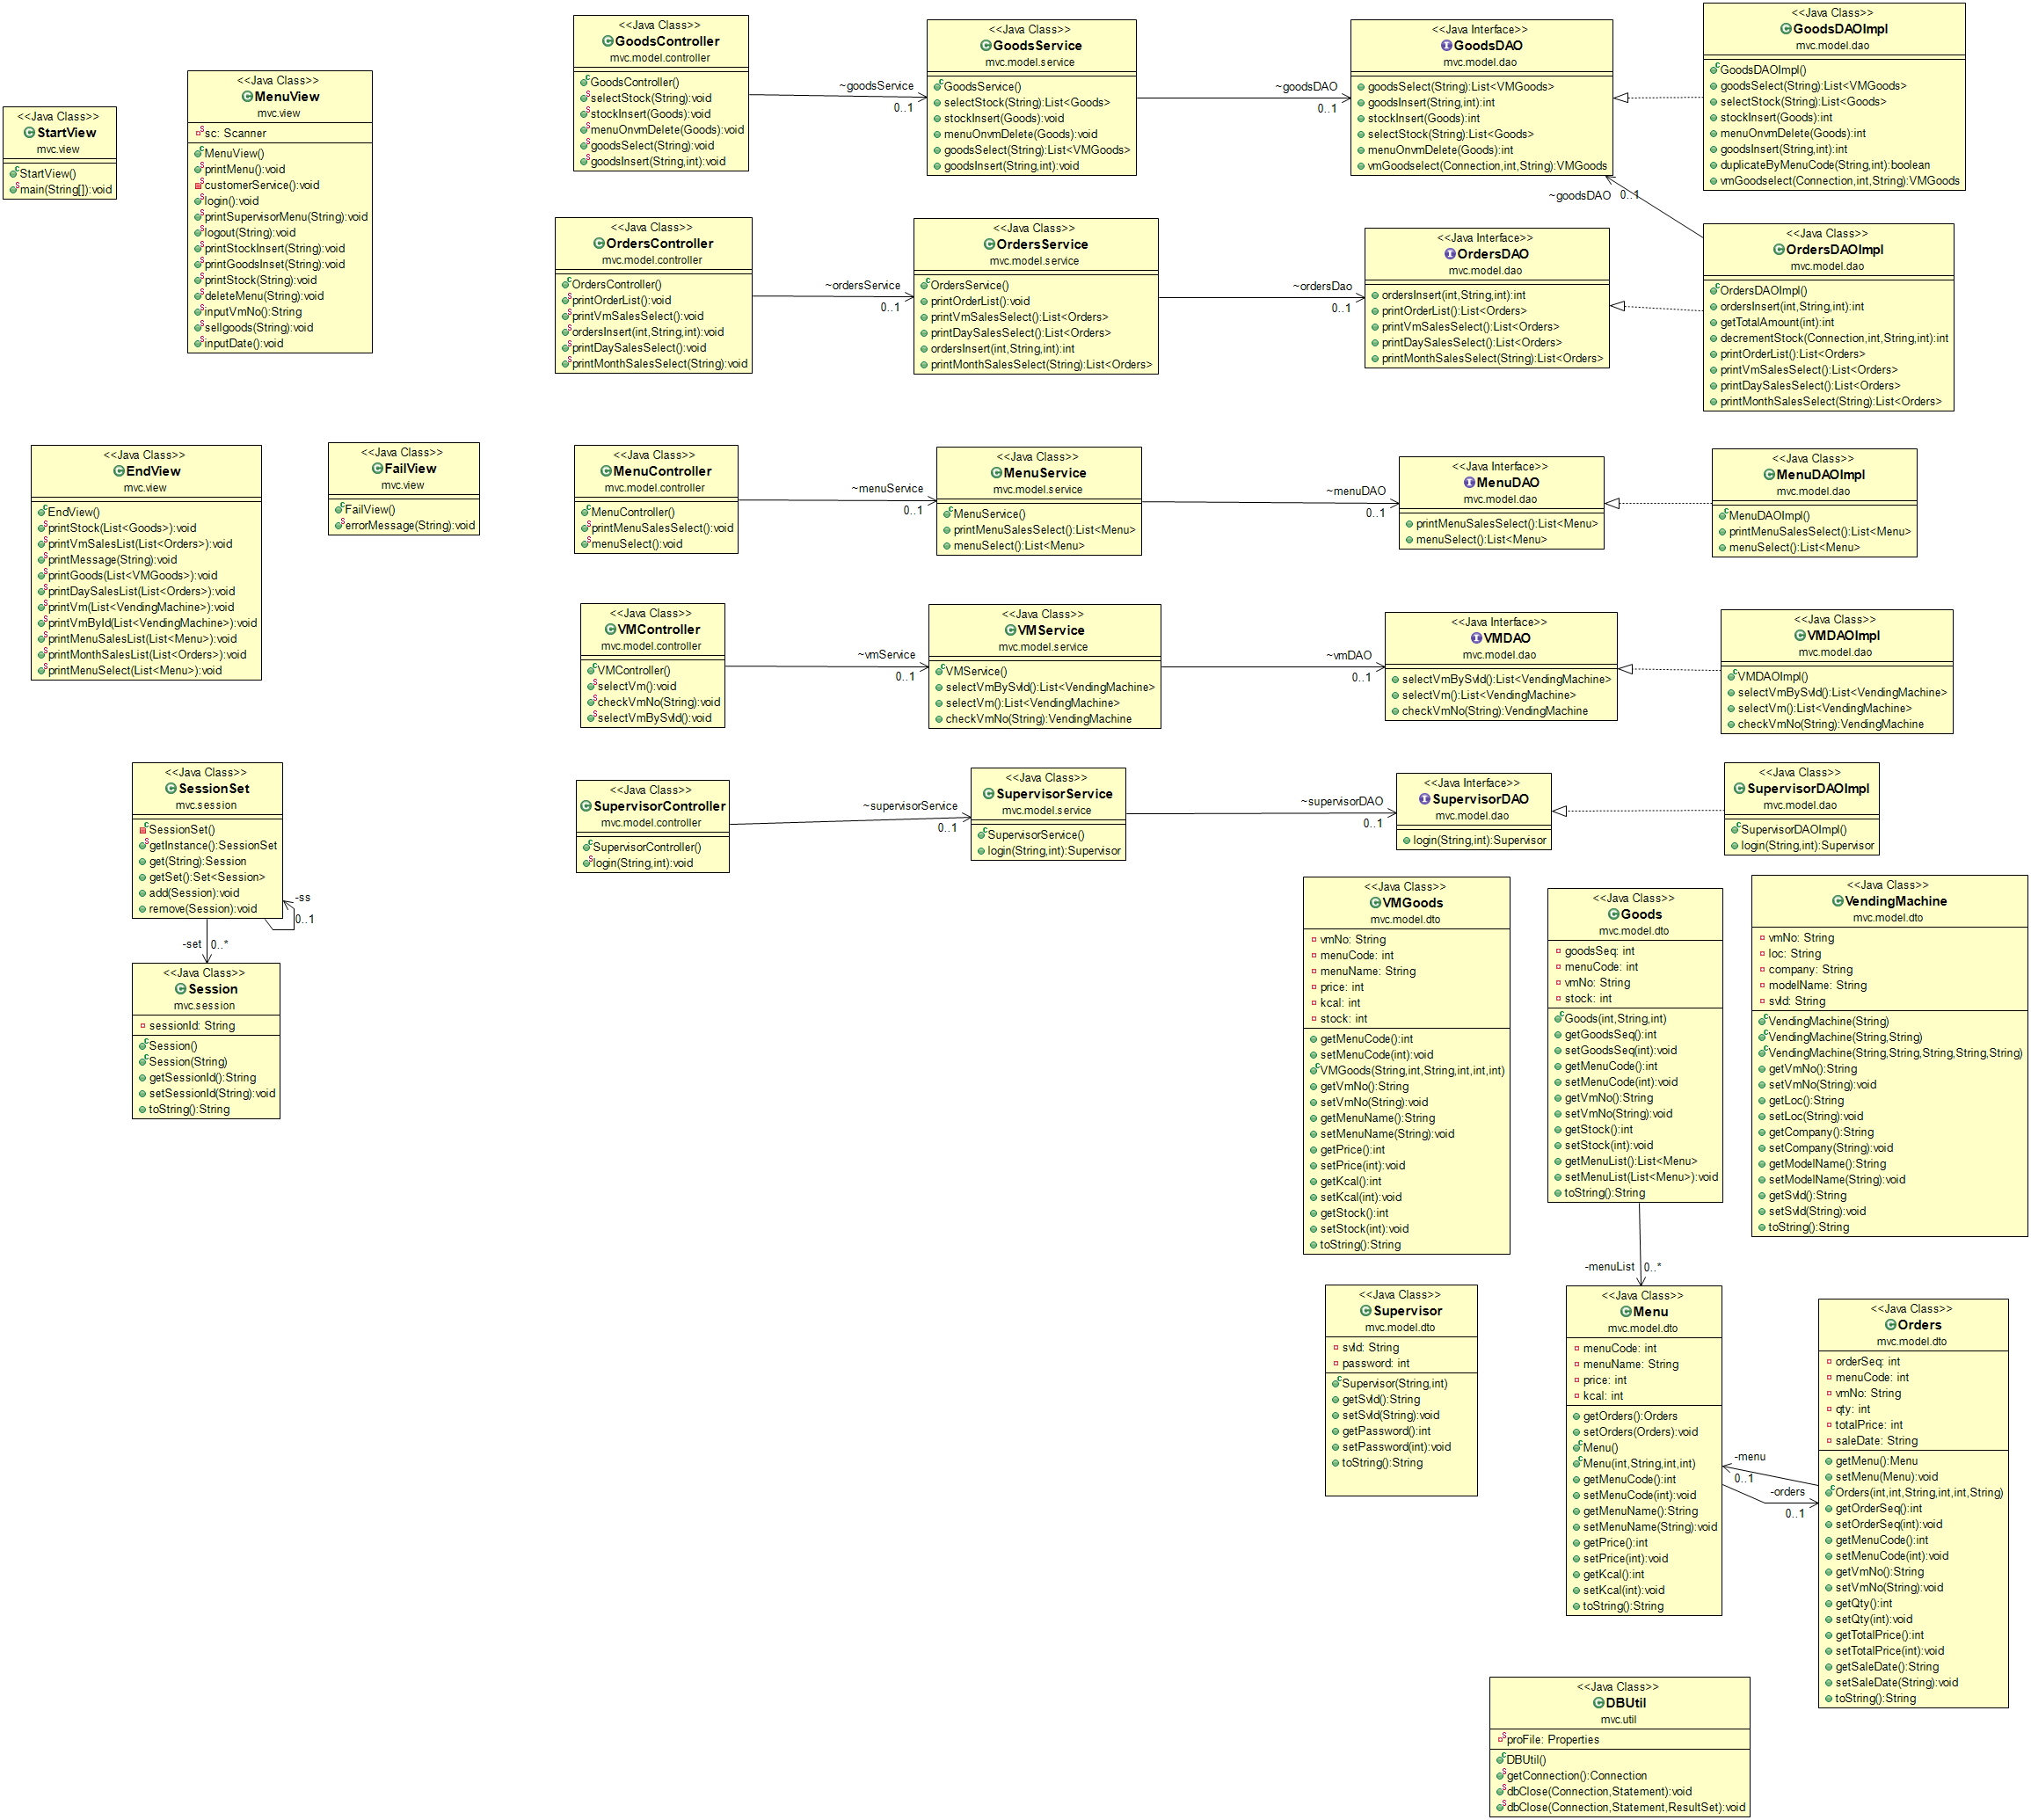 <<Java Class>>
StartView
mvc.view
StartView()
main(String[]):void
<<Java Class>>
MenuView
mvc.view
sc: Scanner
MenuView()
printMenu():void
customerService():void
login():void
printSupervisorMenu(String):void
logout(String):void
printStockInsert(String):void
printGoodsInset(String):void
printStock(String):void
deleteMenu(String):void
inputVmNo():String
sellgoods(String):void
inputDate():void
<<Java Class>>
GoodsController
mvc.model.controller
GoodsController()
selectStock(String):void
stockInsert(Goods):void
menuOnvmDelete(Goods):void
goodsSelect(String):void
goodsInsert(String,int):void
~goodsService
0..1
<<Java Class>>
GoodsService
mvc.model.service
GoodsService()
selectStock(String):List<Goods>
stockInsert(Goods):void
menuOnvmDelete(Goods):void
goodsSelect(String):List<VMGoods>
goodsInsert(String,int):void
~goodsDAO
0..1
<<Java Interface>>
GoodsDAO
mvc.model.dao
goodsSelect(String):List<VMGoods>
goodsInsert(String,int):int
stockInsert(Goods):int
selectStock(String):List<Goods>
menuOnvmDelete(Goods):int
vmGoodselect(Connection,int,String):VMGoods
<<Java Class>>
GoodsDAOImpl
mvc.model.dao
GoodsDAOImpl()
goodsSelect(String):List<VMGoods>
selectStock(String):List<Goods>
stockInsert(Goods):int
menuOnvmDelete(Goods):int
goodsInsert(String,int):int
duplicateByMenuCode(String,int):boolean
vmGoodselect(Connection,int,String):VMGoods
~goodsDAO
0..1
<<Java Class>>
OrdersController
mvc.model.controller
OrdersController()
printOrderList():void
printVmSalesSelect():void
ordersInsert(int,String,int):void
printDaySalesSelect():void
printMonthSalesSelect(String):void
~ordersService
0..1
<<Java Class>>
OrdersService
mvc.model.service
OrdersService()
printOrderList():void
printVmSalesSelect():List<Orders>
printDaySalesSelect():List<Orders>
ordersInsert(int,String,int):int
printMonthSalesSelect(String):List<Orders>
~ordersDao
0..1
<<Java Interface>>
OrdersDAO
mvc.model.dao
ordersInsert(int,String,int):int
printOrderList():List<Orders>
printVmSalesSelect():List<Orders>
printDaySalesSelect():List<Orders>
printMonthSalesSelect(String):List<Orders>
<<Java Class>>
OrdersDAOImpl
mvc.model.dao
OrdersDAOImpl()
ordersInsert(int,String,int):int
getTotalAmount(int):int
decrementStock(Connection,int,String,int):int
printOrderList():List<Orders>
printVmSalesSelect():List<Orders>
printDaySalesSelect():List<Orders>
printMonthSalesSelect(String):List<Orders>
<<Java Class>>
EndView
mvc.view
EndView()
printStock(List<Goods>):void
printVmSalesList(List<Orders>):void
printMessage(String):void
printGoods(List<VMGoods>):void
printDaySalesList(List<Orders>):void
printVm(List<VendingMachine>):void
printVmById(List<VendingMachine>):void
printMenuSalesList(List<Menu>):void
printMonthSalesList(List<Orders>):void
printMenuSelect(List<Menu>):void
<<Java Class>>
FailView
mvc.view
FailView()
errorMessage(String):void
<<Java Class>>
MenuController
mvc.model.controller
MenuController()
printMenuSalesSelect():void
menuSelect():void
~menuService
0..1
<<Java Class>>
MenuService
mvc.model.service
MenuService()
printMenuSalesSelect():List<Menu>
menuSelect():List<Menu>
~menuDAO
0..1
<<Java Interface>>
MenuDAO
mvc.model.dao
printMenuSalesSelect():List<Menu>
menuSelect():List<Menu>
<<Java Class>>
MenuDAOImpl
mvc.model.dao
MenuDAOImpl()
printMenuSalesSelect():List<Menu>
menuSelect():List<Menu>
<<Java Class>>
VMController
mvc.model.controller
VMController()
selectVm():void
checkVmNo(String):void
selectVmBySvId():void
~vmService
0..1
<<Java Class>>
VMService
mvc.model.service
VMService()
selectVmBySvId():List<VendingMachine>
selectVm():List<VendingMachine>
checkVmNo(String):VendingMachine
~vmDAO
0..1
<<Java Interface>>
VMDAO
mvc.model.dao
selectVmBySvId():List<VendingMachine>
selectVm():List<VendingMachine>
checkVmNo(String):VendingMachine
<<Java Class>>
VMDAOImpl
mvc.model.dao
VMDAOImpl()
selectVmBySvId():List<VendingMachine>
selectVm():List<VendingMachine>
checkVmNo(String):VendingMachine
<<Java Class>>
SessionSet
mvc.session
SessionSet()
getInstance():SessionSet
get(String):Session
getSet():Set<Session>
add(Session):void
remove(Session):void
-ss
0..1
-set
0..*
<<Java Class>>
Session
mvc.session
sessionId: String
Session()
Session(String)
getSessionId():String
setSessionId(String):void
toString():String
<<Java Class>>
SupervisorController
mvc.model.controller
SupervisorController()
login(String,int):void
~supervisorService
0..1
<<Java Class>>
SupervisorService
mvc.model.service
SupervisorService()
login(String,int):Supervisor
~supervisorDAO
0..1
<<Java Interface>>
SupervisorDAO
mvc.model.dao
login(String,int):Supervisor
<<Java Class>>
SupervisorDAOImpl
mvc.model.dao
SupervisorDAOImpl()
login(String,int):Supervisor
<<Java Class>>
VMGoods
mvc.model.dto
vmNo: String
menuCode: int
menuName: String
price: int
kcal: int
stock: int
getMenuCode():int
setMenuCode(int):void
VMGoods(String,int,String,int,int,int)
getVmNo():String
setVmNo(String):void
getMenuName():String
setMenuName(String):void
getPrice():int
setPrice(int):void
getKcal():int
setKcal(int):void
getStock():int
setStock(int):void
toString():String
<<Java Class>>
Goods
mvc.model.dto
goodsSeq: int
menuCode: int
vmNo: String
stock: int
Goods(int,String,int)
getGoodsSeq():int
setGoodsSeq(int):void
getMenuCode():int
setMenuCode(int):void
getVmNo():String
setVmNo(String):void
getStock():int
setStock(int):void
getMenuList():List<Menu>
setMenuList(List<Menu>):void
toString():String
<<Java Class>>
VendingMachine
mvc.model.dto
vmNo: String
loc: String
company: String
modelName: String
svId: String
VendingMachine(String)
VendingMachine(String,String)
VendingMachine(String,String,String,String,String)
getVmNo():String
setVmNo(String):void
getLoc():String
setLoc(String):void
getCompany():String
setCompany(String):void
getModelName():String
setModelName(String):void
getSvId():String
setSvId(String):void
toString():String
-menuList
0..*
<<Java Class>>
Supervisor
mvc.model.dto
svId: String
password: int
Supervisor(String,int)
getSvId():String
setSvId(String):void
getPassword():int
setPassword(int):void
toString():String
<<Java Class>>
Menu
mvc.model.dto
menuCode: int
menuName: String
price: int
kcal: int
getOrders():Orders
setOrders(Orders):void
Menu()
Menu(int,String,int,int)
getMenuCode():int
setMenuCode(int):void
getMenuName():String
setMenuName(String):void
getPrice():int
setPrice(int):void
getKcal():int
setKcal(int):void
toString():String
-menu
0..1
-orders
0..1
<<Java Class>>
Orders
mvc.model.dto
orderSeq: int
menuCode: int
vmNo: String
qty: int
totalPrice: int
saleDate: String
getMenu():Menu
setMenu(Menu):void
Orders(int,int,String,int,int,String)
getOrderSeq():int
setOrderSeq(int):void
getMenuCode():int
setMenuCode(int):void
getVmNo():String
setVmNo(String):void
getQty():int
setQty(int):void
getTotalPrice():int
setTotalPrice(int):void
getSaleDate():String
setSaleDate(String):void
toString():String
<<Java Class>>
DBUtil
mvc.util
proFile: Properties
DBUtil()
getConnection():Connection
dbClose(Connection,Statement):void
dbClose(Connection,Statement,ResultSet):void